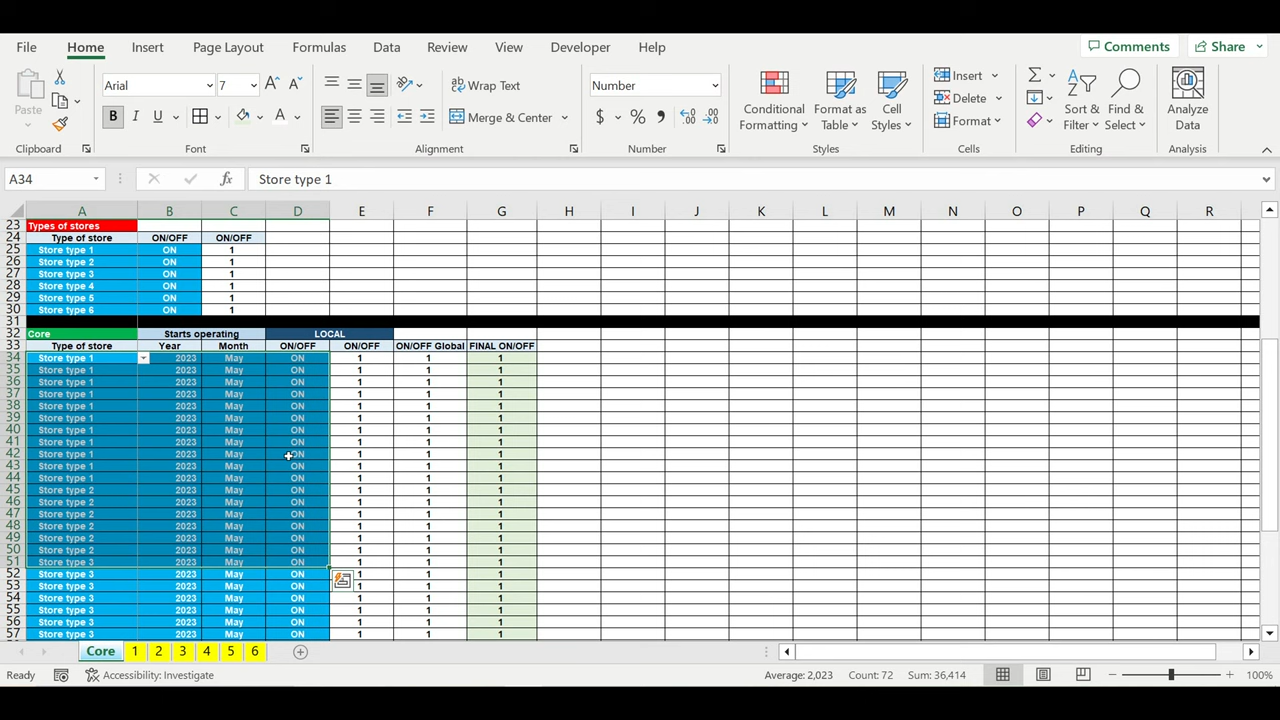 File Home Insert Page Layout Formulas Data Review View Developer Help Comments Share
Paste Clipboard
Arial 7 B I U A Font
Wrap Text Merge & Center Alignment
Number $ % Number
Conditional Formatting Format as Table Cell Styles Styles
Insert Delete Format Cells
Sort & Filter Find & Select Editing
Analyze Data Analysis
A34 fx Store type 1
A B C D E F G H I J K L M N O P Q R
23 Types of stores
24 Type of store ON/OFF ON/OFF
25 Store type 1 ON 1
26 Store type 2 ON 1
27 Store type 3 ON 1
28 Store type 4 ON 1
29 Store type 5 ON 1
30 Store type 6 ON 1
31
32 Core Starts operating LOCAL
33 Type of store Year Month ON/OFF ON/OFF ON/OFF Global FINAL ON/OFF
34 Store type 1 2023 May ON 1 1 1
35 Store type 1 2023 May ON 1 1 1
36 Store type 1 2023 May ON 1 1 1
37 Store type 1 2023 May ON 1 1 1
38 Store type 1 2023 May ON 1 1 1
39 Store type 1 2023 May ON 1 1 1
40 Store type 1 2023 May ON 1 1 1
41 Store type 1 2023 May ON 1 1 1
42 Store type 1 2023 May ON 1 1 1
43 Store type 1 2023 May ON 1 1 1
44 Store type 1 2023 May ON 1 1 1
45 Store type 2 2023 May ON 1 1 1
46 Store type 2 2023 May ON 1 1 1
47 Store type 2 2023 May ON 1 1 1
48 Store type 2 2023 May ON 1 1 1
49 Store type 2 2023 May ON 1 1 1
50 Store type 2 2023 May ON 1 1 1
51 Store type 3 2023 May ON 1 1 1
52 Store type 3 2023 May ON 1 1 1
53 Store type 3 2023 May ON 1 1 1
54 Store type 3 2023 May ON 1 1 1
55 Store type 3 2023 May ON 1 1 1
56 Store type 3 2023 May ON 1 1 1
57 Store type 3 2023 May ON 1 1 1
Core 1 2 3 4 5 6
Ready Accessibility: Investigate Average: 2,023 Count: 72 Sum: 36,414 100%